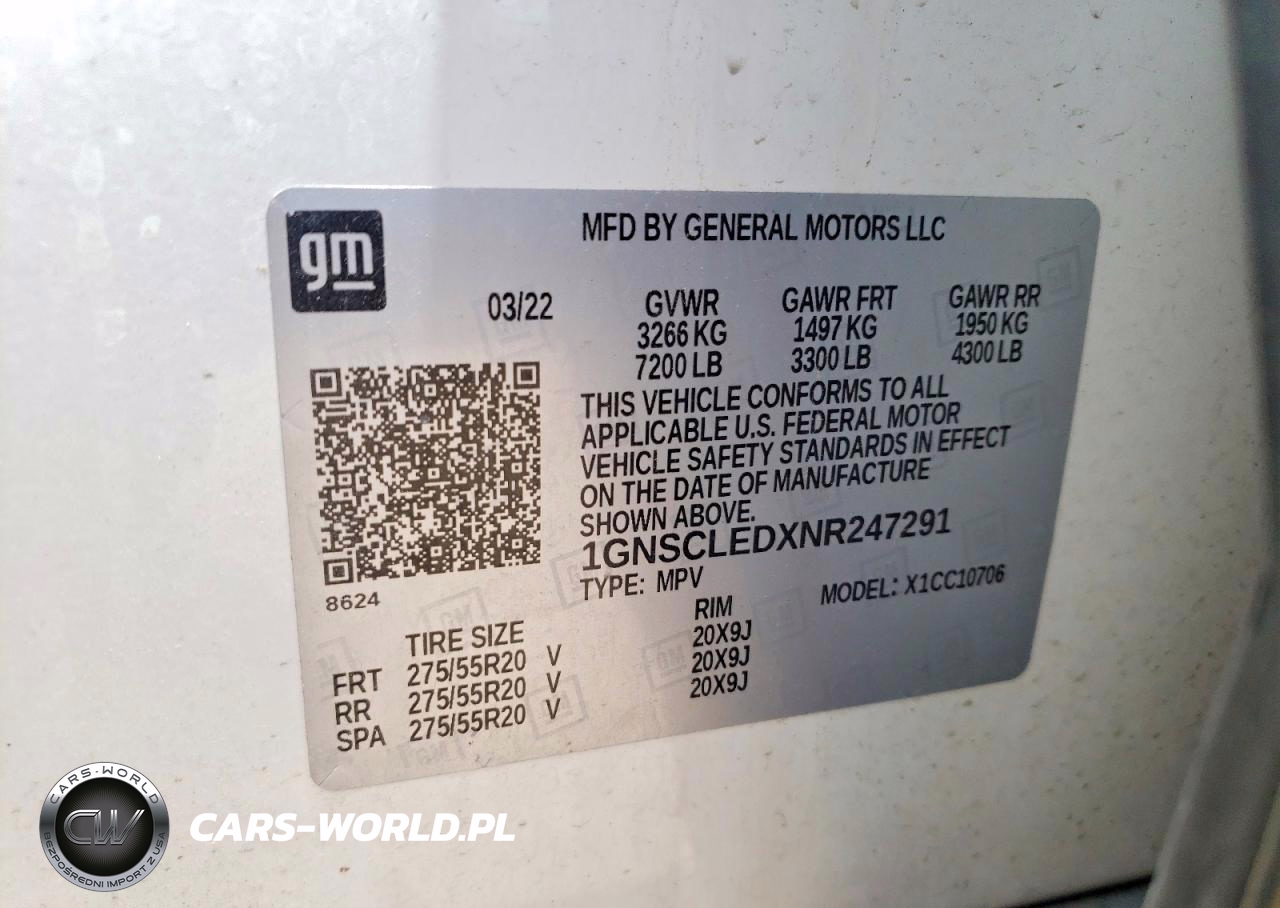 gm
MFD BY GENERAL MOTORS LLC
03/22 GVWR GAWR FRT GAWR RR
3266 KG 1497 KG 1950 KG
7200 LB 3300 LB 4300 LB
THIS VEHICLE CONFORMS TO ALL
APPLICABLE U.S. FEDERAL MOTOR
VEHICLE SAFETY STANDARDS IN EFFECT
ON THE DATE OF MANUFACTURE
SHOWN ABOVE.
1GNSCLEDXNR247291
TYPE: MPV MODEL: X1CC10706
8624
TIRE SIZE RIM
FRT 275/55R20 V 20X9J
RR 275/55R20 V 20X9J
SPA 275/55R20 V 20X9J
CARS-WORLD
CW
BEZPOŚREDNI IMPORT Z USA
CARS-WORLD.PL